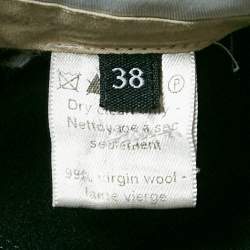 38
P
Dry clean only -
Nettoyage a sec
seulement
99% virgin wool -
laine vierge